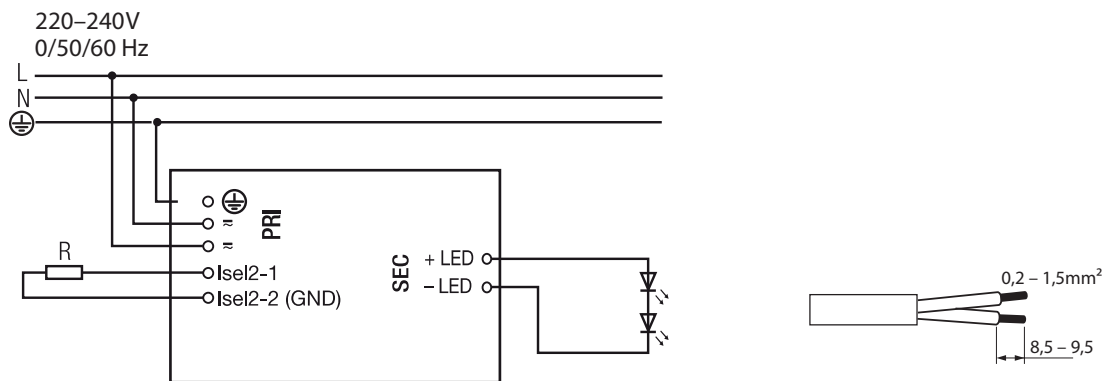 220–240V
0/50/60 Hz
L
N
PRI
≂
≂
R
Isel2-1
Isel2-2 (GND)
SEC
+ LED
– LED
0,2 – 1,5mm²
8,5 – 9,5